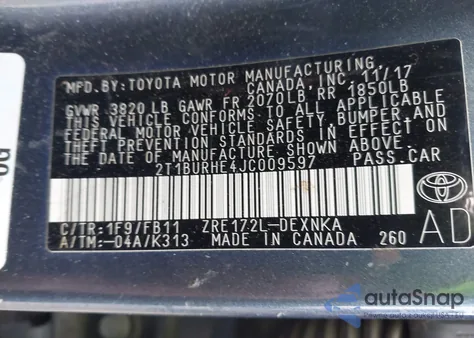 MFD.BY:TOYOTA MOTOR MANUFACTURING,
CANADA, INC. 11/17
GVWR 3820 LB GAWR FR 2070LB RR 1850LB
THIS VEHICLE CONFORMS TO ALL APPLICABLE
FEDERAL MOTOR VEHICLE SAFETY, BUMPER, AND
THEFT PREVENTION STANDARDS IN EFFECT ON
THE DATE OF MANUFACTURE SHOWN ABOVE.
2T1BURHE4JC009597 PASS.CAR
C/TR:1F9/FB11 ZRE172L-DEXNKA
A/TM:-04A/K313 MADE IN CANADA 260
TOYOTA
AD
autoSnap